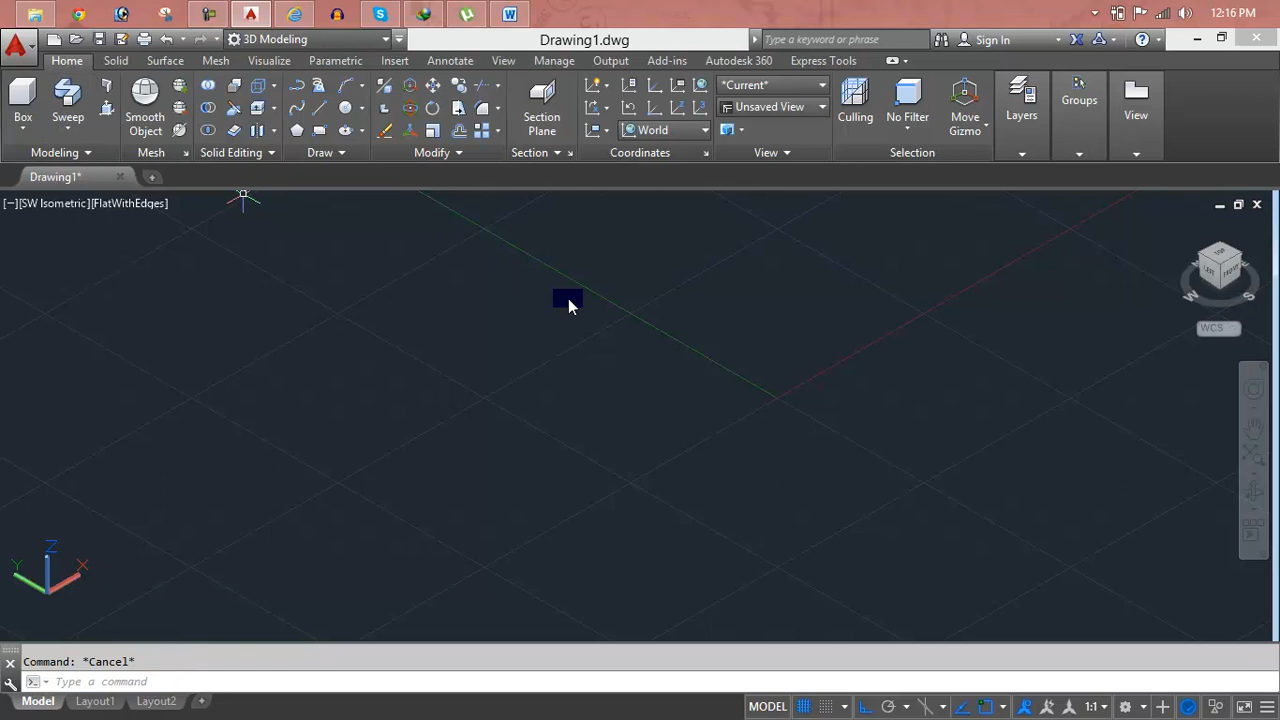 12:16 PM
3D Modeling
Drawing1.dwg
Type a keyword or phrase
Sign In
Home Solid Surface Mesh Visualize Parametric Insert Annotate View Manage Output Add-ins Autodesk 360 Express Tools
*Current*
Unsaved View
World
Box Sweep Smooth Object Section Plane Culling No Filter Move Gizmo Layers Groups View
Modeling Mesh Solid Editing Draw Modify Section Coordinates View Selection
Drawing1*
[−][SW Isometric][FlatWithEdges]
TOP
LEFT FRONT
W S
WCS
Z
Y X
Command: *Cancel*
Type a command
Model Layout1 Layout2
MODEL 1:1